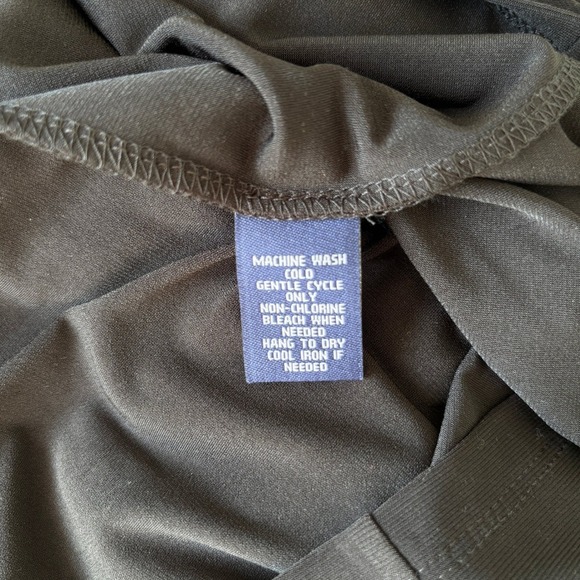 MACHINE WASH
COLD
GENTLE CYCLE
ONLY
NON-CHLORINE
BLEACH WHEN
NEEDED
HANG TO DRY
COOL IRON IF
NEEDED